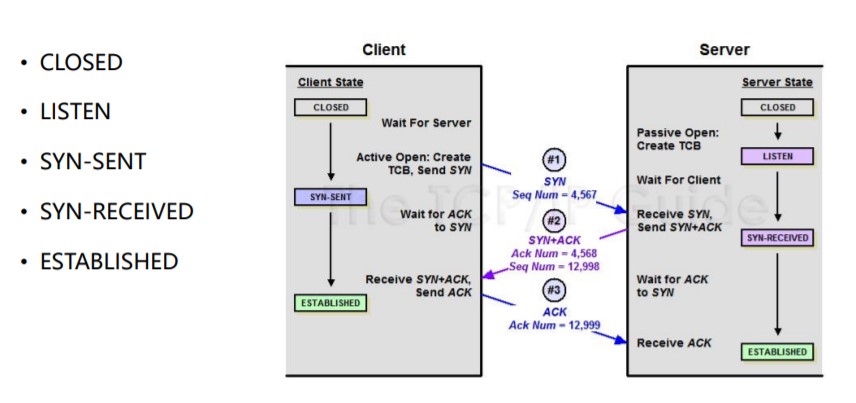 • CLOSED
• LISTEN
• SYN-SENT
• SYN-RECEIVED
• ESTABLISHED
Client
Client State
CLOSED
Wait For Server
Active Open: Create
TCB, Send SYN
SYN-SENT
Wait for ACK
to SYN
Receive SYN+ACK,
Send ACK
ESTABLISHED
#1
SYN
Seq Num = 4,567
#2
SYN+ACK
Ack Num = 4,568
Seq Num = 12,998
#3
ACK
Ack Num = 12,999
Server
Server State
CLOSED
Passive Open:
Create TCB
LISTEN
Wait For Client
Receive SYN,
Send SYN+ACK
SYN-RECEIVED
Wait for ACK
to SYN
Receive ACK
ESTABLISHED
The TCP/IP Guide